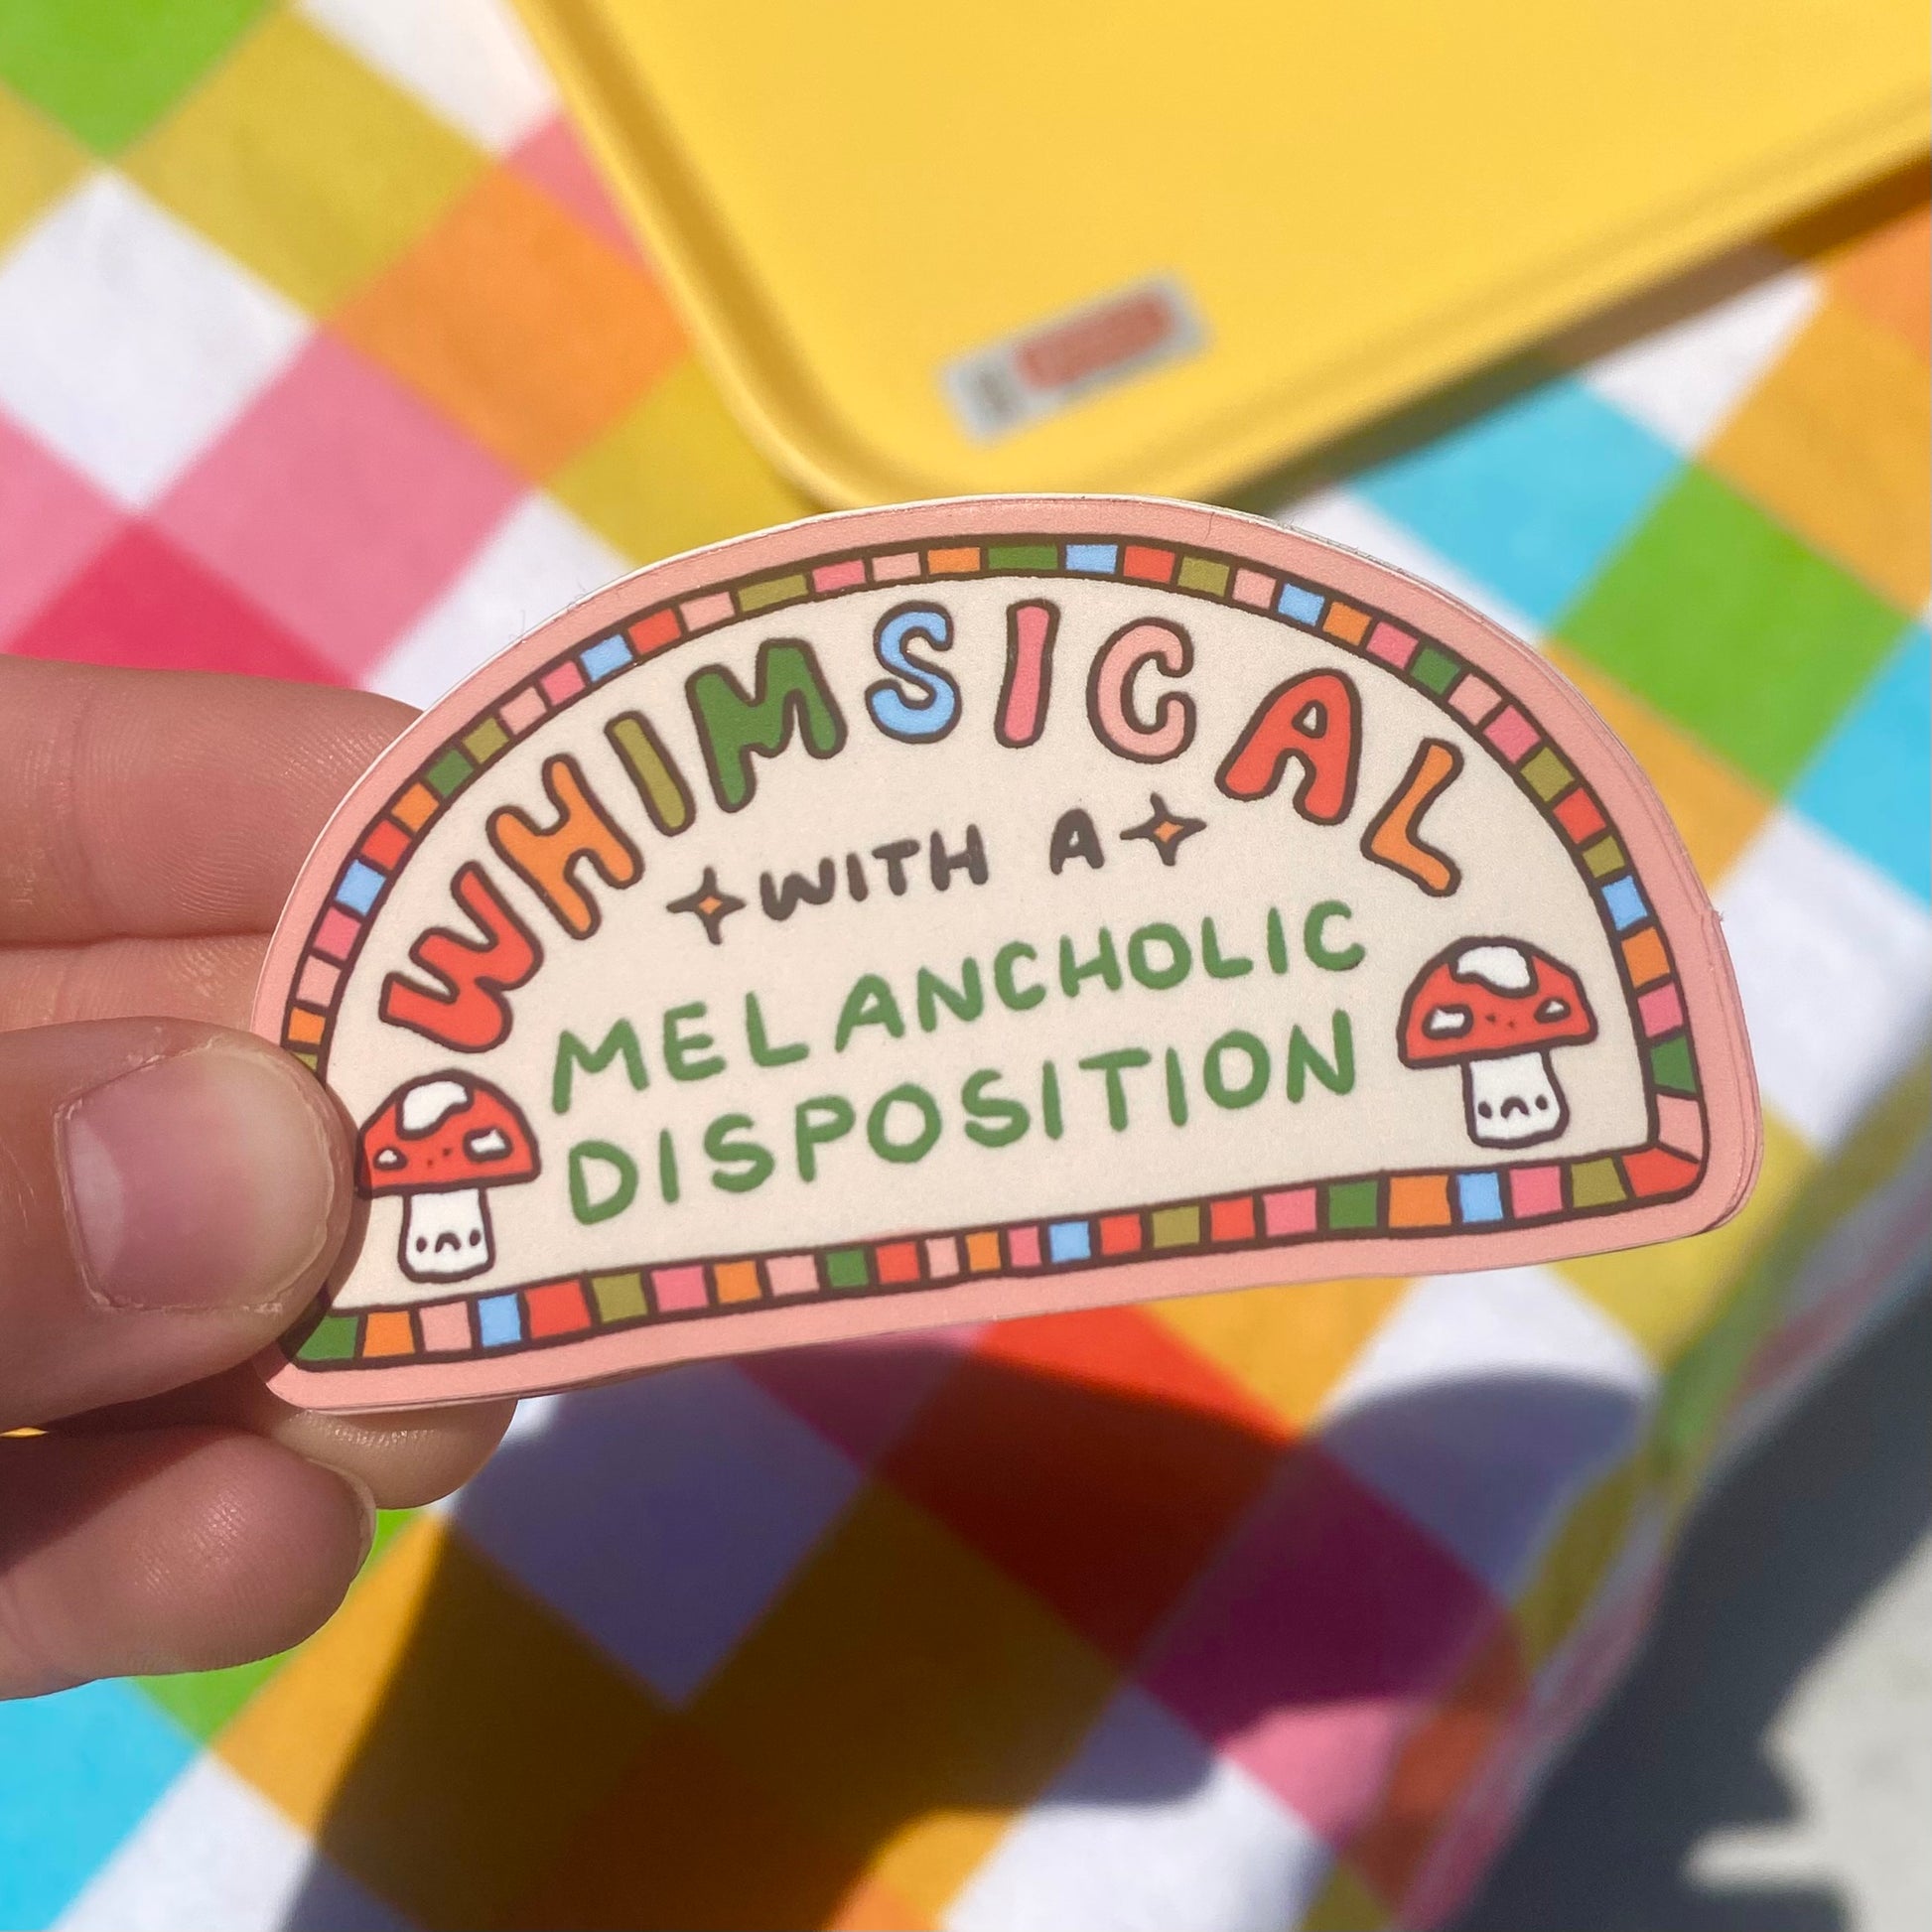 WHIMSICAL
WITH A
MELANCHOLIC
DISPOSITION